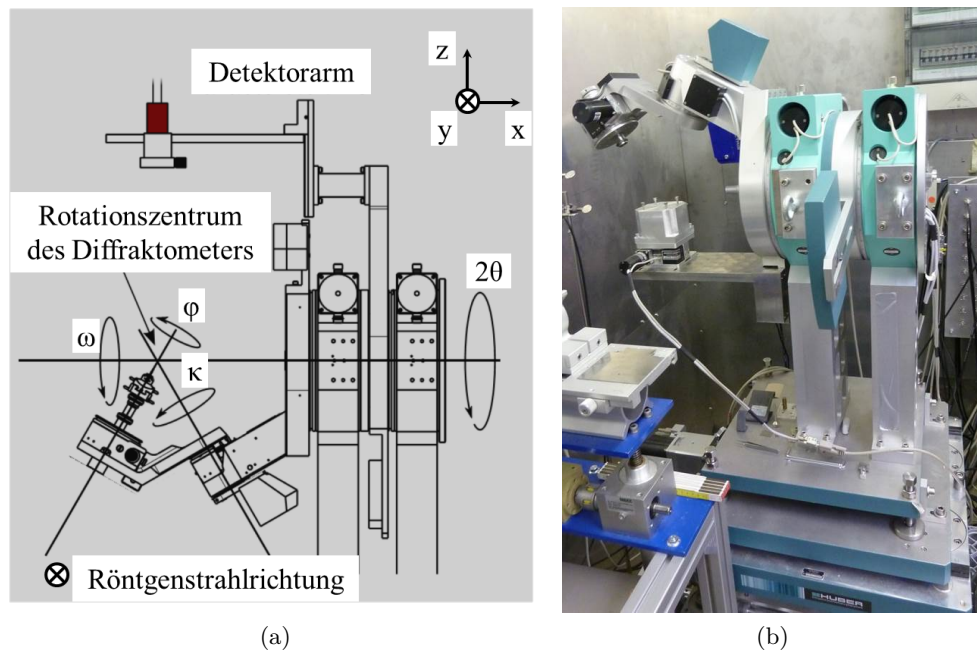 Detektorarm
z
y
x
Rotationszentrum
des Diffraktometers
2θ
φ
ω
κ
Röntgenstrahlrichtung
HUBER
(a)
(b)